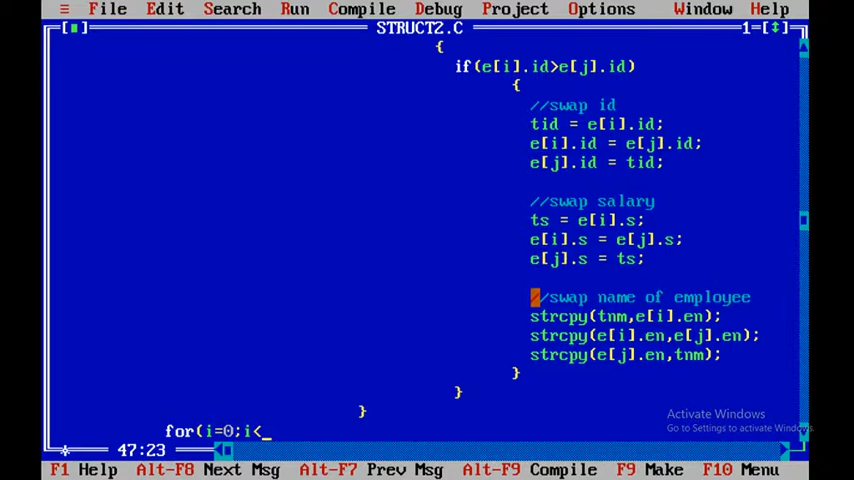 ≡ File Edit Search Run Compile Debug Project Options Window Help
[■] STRUCT2.C 1=[↕]
{
if(e[i].id>e[j].id)
{
//swap id
tid = e[i].id;
e[i].id = e[j].id;
e[j].id = tid;
//swap salary
ts = e[i].s;
e[i].s = e[j].s;
e[j].s = ts;
//swap name of employee
strcpy(tnm,e[i].en);
strcpy(e[i].en,e[j].en);
strcpy(e[j].en,tnm);
}
}
}
for(i=0;i<_
Activate Windows
Go to Settings to activate Windows.
47:23
F1 Help Alt-F8 Next Msg Alt-F7 Prev Msg Alt-F9 Compile F9 Make F10 Menu